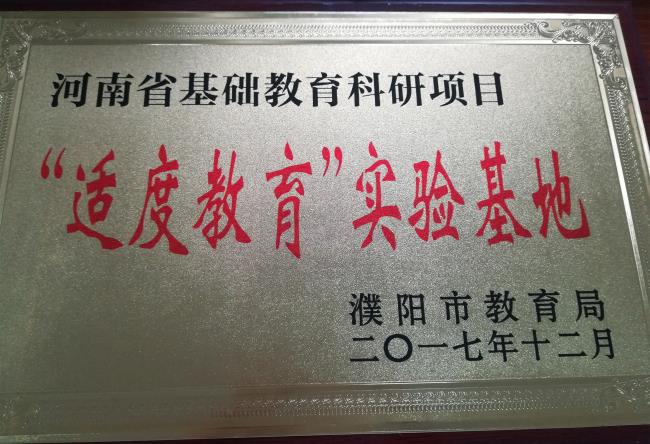 河南省基础教育科研项目
“适度教育”实验基地
濮阳市教育局
二〇一七年十二月